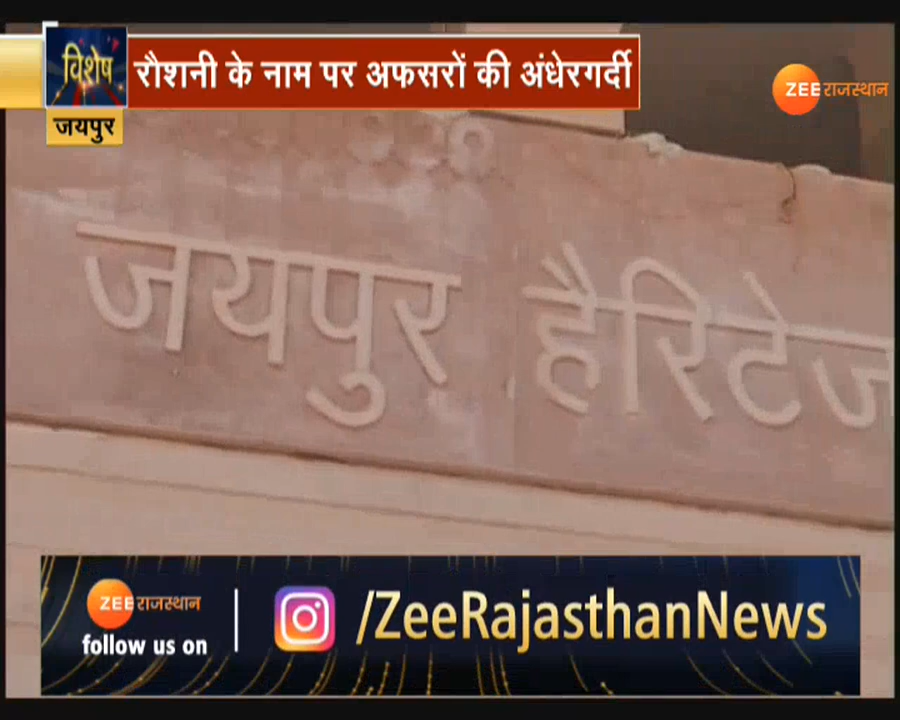 विशेष
रौशनी के नाम पर अफसरों की अंधेरगर्दी
ZEE राजस्थान
जयपुर
जयपुर हैरिटेज
ZEE राजस्थान
follow us on
/ZeeRajasthanNews